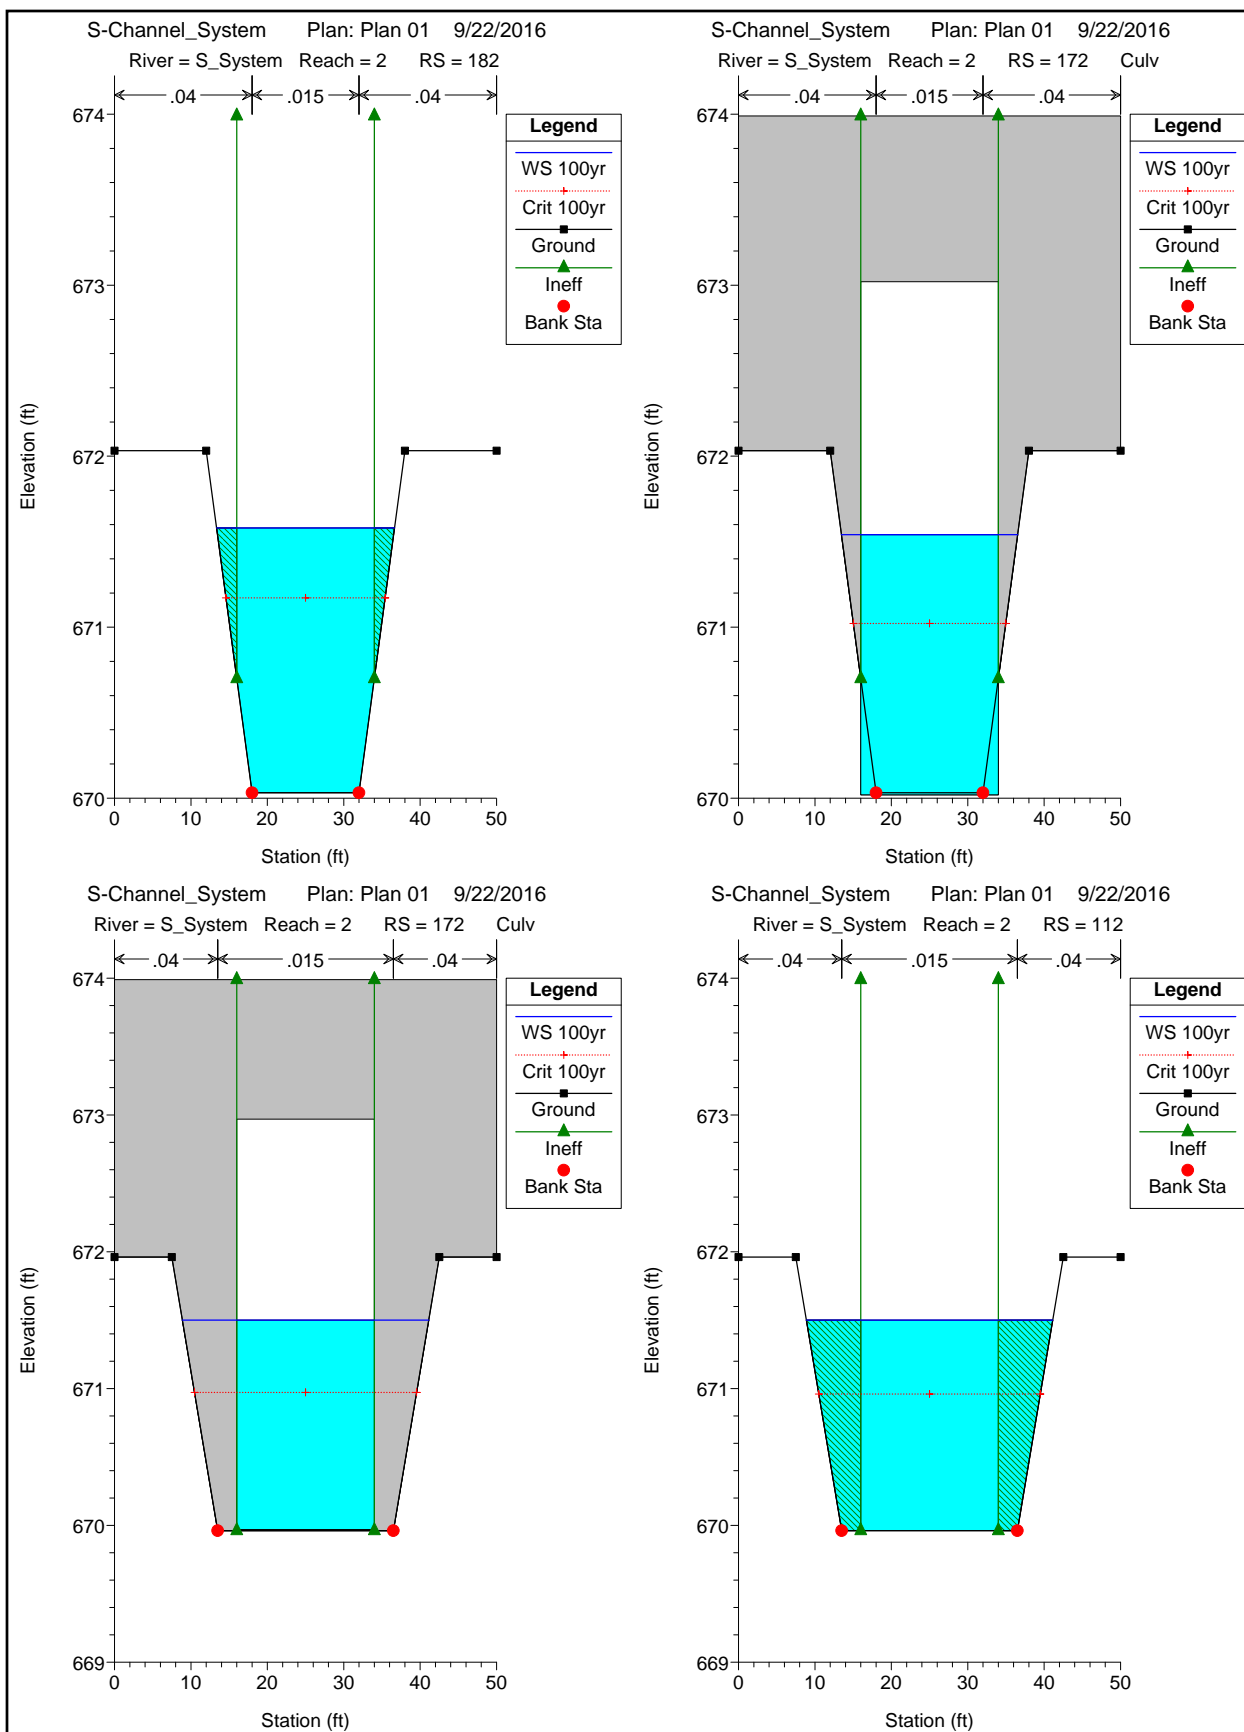 S-Channel_System Plan: Plan 01 9/22/2016
River = S_System Reach = 2 RS = 182
.04 .015 .04
674
673
672
671
670
Elevation (ft)
0 10 20 30 40 50
Station (ft)
Legend
WS 100yr
Crit 100yr
Ground
Ineff
Bank Sta
S-Channel_System Plan: Plan 01 9/22/2016
River = S_System Reach = 2 RS = 172 Culv
.04 .015 .04
674
673
672
671
670
Elevation (ft)
0 10 20 30 40 50
Station (ft)
Legend
WS 100yr
Crit 100yr
Ground
Ineff
Bank Sta
S-Channel_System Plan: Plan 01 9/22/2016
River = S_System Reach = 2 RS = 172 Culv
.04 .015 .04
674
673
672
671
670
669
Elevation (ft)
0 10 20 30 40 50
Station (ft)
Legend
WS 100yr
Crit 100yr
Ground
Ineff
Bank Sta
S-Channel_System Plan: Plan 01 9/22/2016
River = S_System Reach = 2 RS = 112
.04 .015 .04
674
673
672
671
670
669
Elevation (ft)
0 10 20 30 40 50
Station (ft)
Legend
WS 100yr
Crit 100yr
Ground
Ineff
Bank Sta